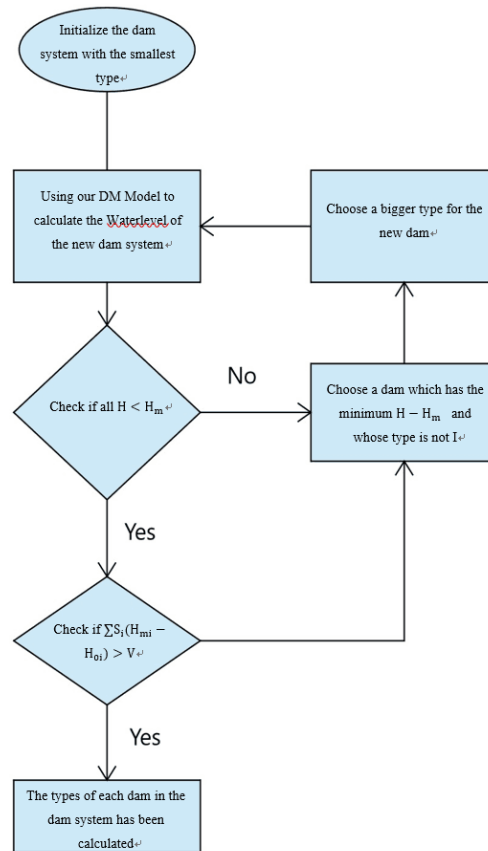 Initialize the dam
system with the smallest
type↵
Using our DM Model to
calculate the Waterlevel of
the new dam system↵
Choose a bigger type for the
new dam↵
Check if all H < Hₘ↵
No
Choose a dam which has the
minimum H − Hₘ and
whose type is not I↵
Yes
Check if ∑Sᵢ(Hₘᵢ −
H₀ᵢ) > V↵
Yes
The types of each dam in the
dam system has been
calculated↵